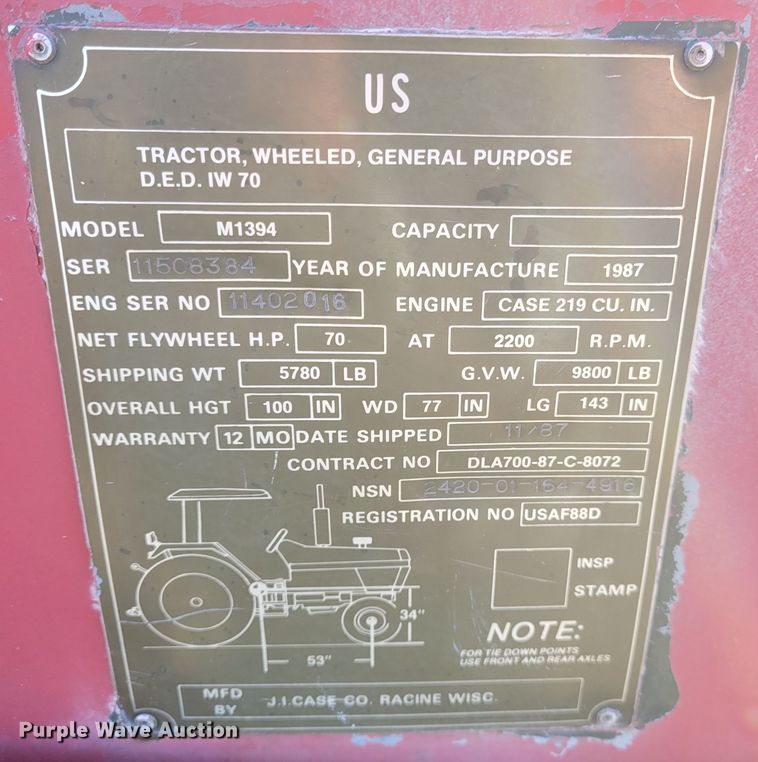 US
TRACTOR, WHEELED, GENERAL PURPOSE
D.E.D. IW 70
MODEL M1394 CAPACITY
SER 11508384 YEAR OF MANUFACTURE 1987
ENG SER NO 11402016 ENGINE CASE 219 CU. IN.
NET FLYWHEEL H.P. 70 AT 2200 R.P.M.
SHIPPING WT 5780 LB G.V.W. 9800 LB
OVERALL HGT 100 IN WD 77 IN LG 143 IN
WARRANTY 12 MO DATE SHIPPED 11/87
CONTRACT NO DLA700-87-C-8072
NSN 2420-01-164-4916
REGISTRATION NO USAF88D
INSP
STAMP
34"
53"
NOTE:
FOR TIE DOWN POINTS
USE FRONT AND REAR AXLES
MFD
BY J.I.CASE CO. RACINE WISC.
Purple Wave Auction